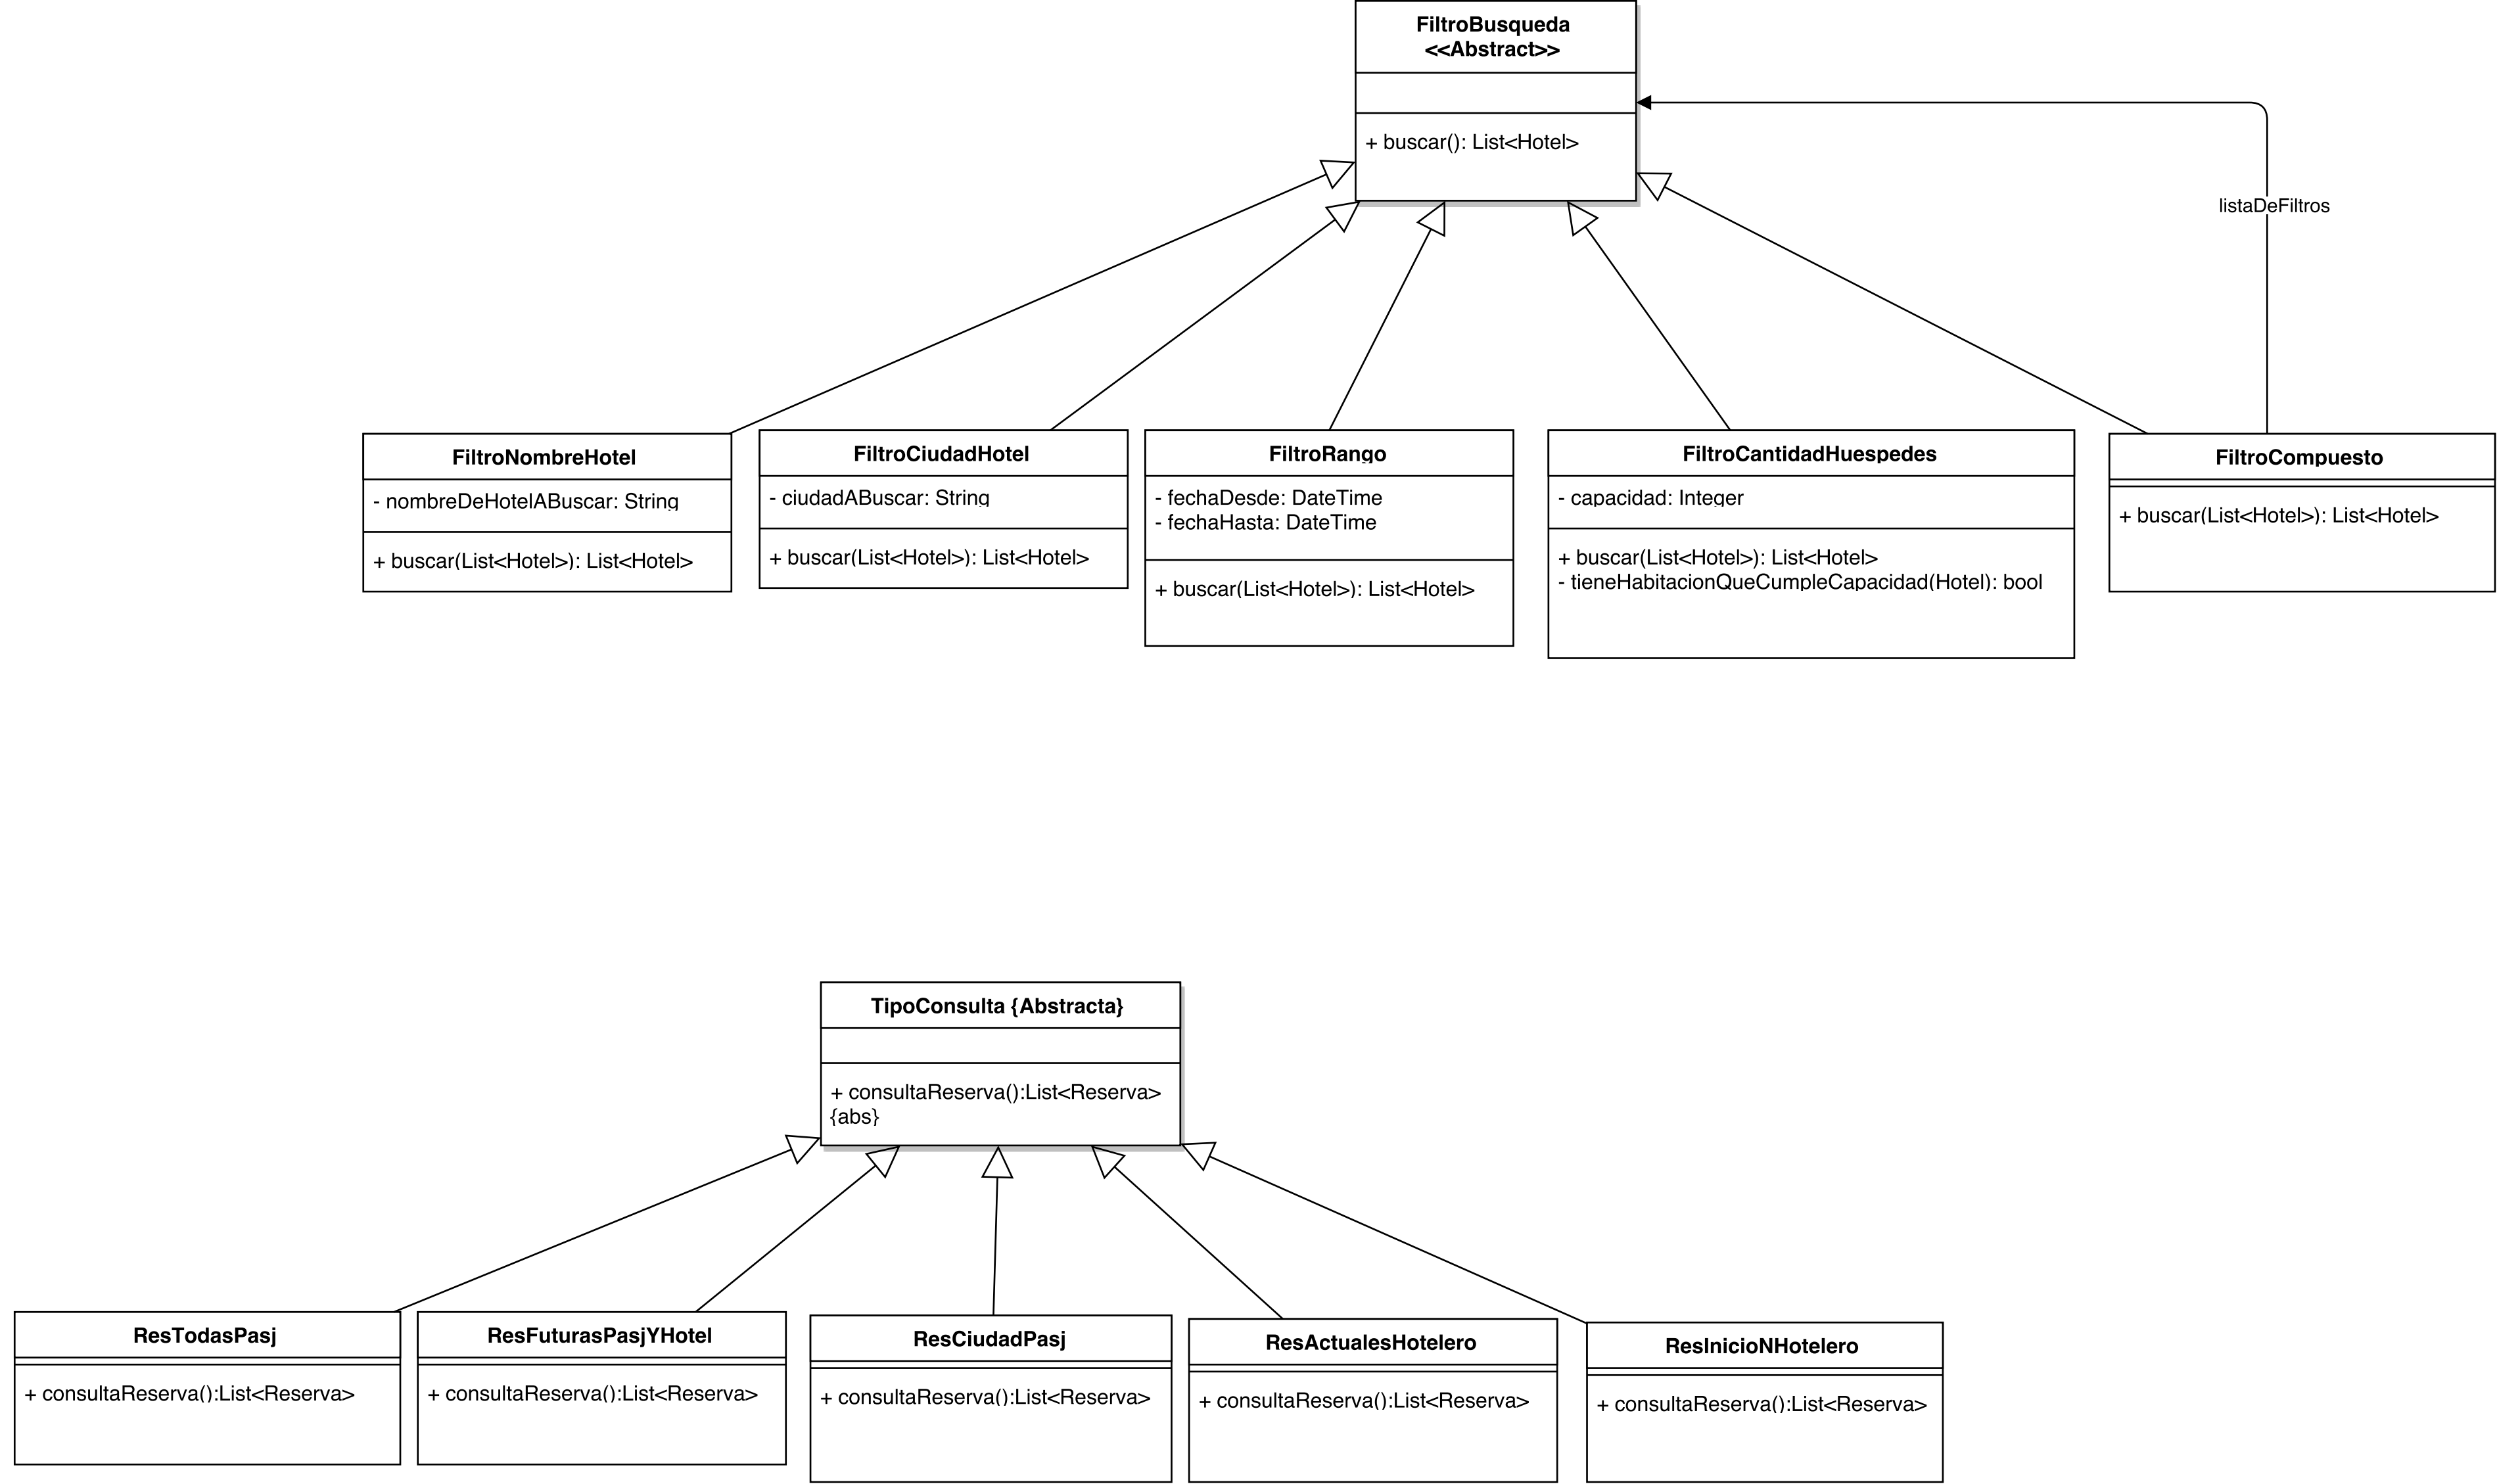 FiltroBusqueda
<<Abstract>>
+ buscar(): List<Hotel>
listaDeFiltros
FiltroNombreHotel
- nombreDeHotelABuscar: String
+ buscar(List<Hotel>): List<Hotel>
FiltroCiudadHotel
- ciudadABuscar: String
+ buscar(List<Hotel>): List<Hotel>
FiltroRango
- fechaDesde: DateTime
- fechaHasta: DateTime
+ buscar(List<Hotel>): List<Hotel>
FiltroCantidadHuespedes
- capacidad: Integer
+ buscar(List<Hotel>): List<Hotel>
- tieneHabitacionQueCumpleCapacidad(Hotel): bool
FiltroCompuesto
+ buscar(List<Hotel>): List<Hotel>
TipoConsulta {Abstracta}
+ consultaReserva():List<Reserva>
{abs}
ResTodasPasj
+ consultaReserva():List<Reserva>
ResFuturasPasjYHotel
+ consultaReserva():List<Reserva>
ResCiudadPasj
+ consultaReserva():List<Reserva>
ResActualesHotelero
+ consultaReserva():List<Reserva>
ResInicioNHotelero
+ consultaReserva():List<Reserva>